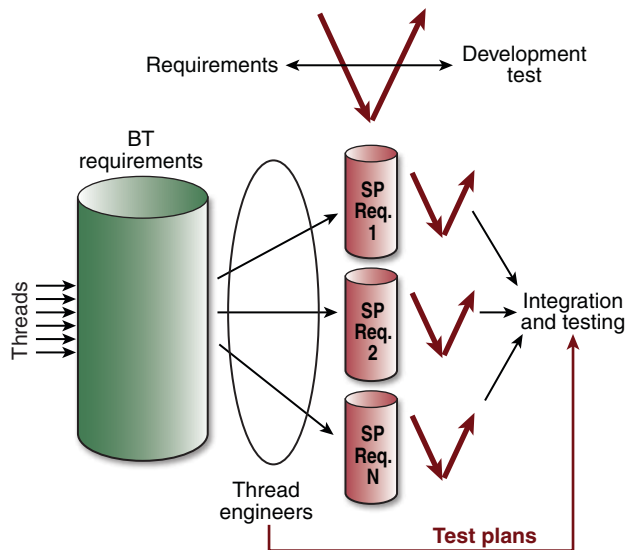 Requirements
Development
test
BT
requirements
Threads
SP
Req.
1
SP
Req.
2
SP
Req.
N
Integration
and testing
Thread
engineers
Test plans